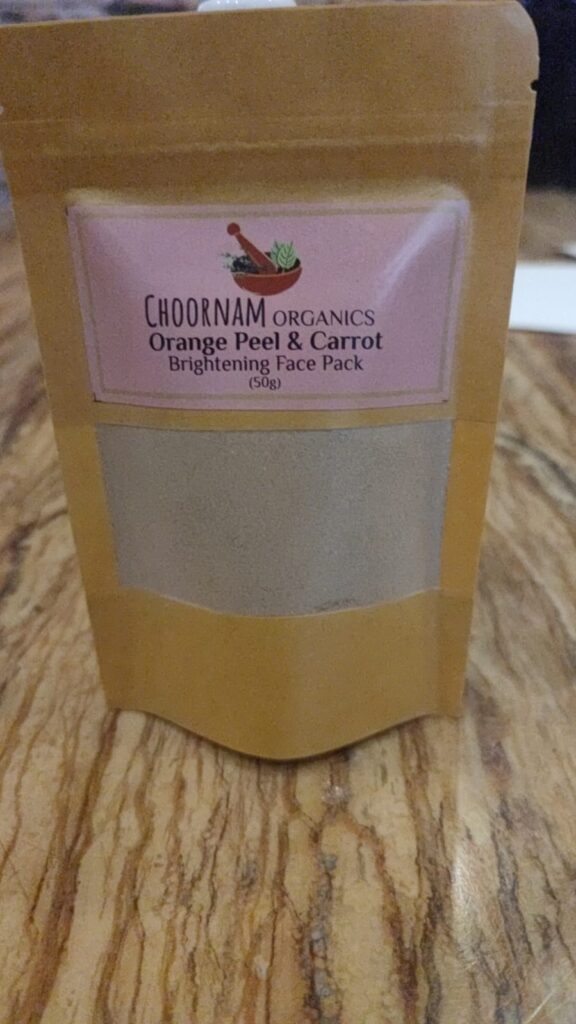 CHOORNAM ORGANICS
Orange Peel & Carrot
Brightening Face Pack
(50g)